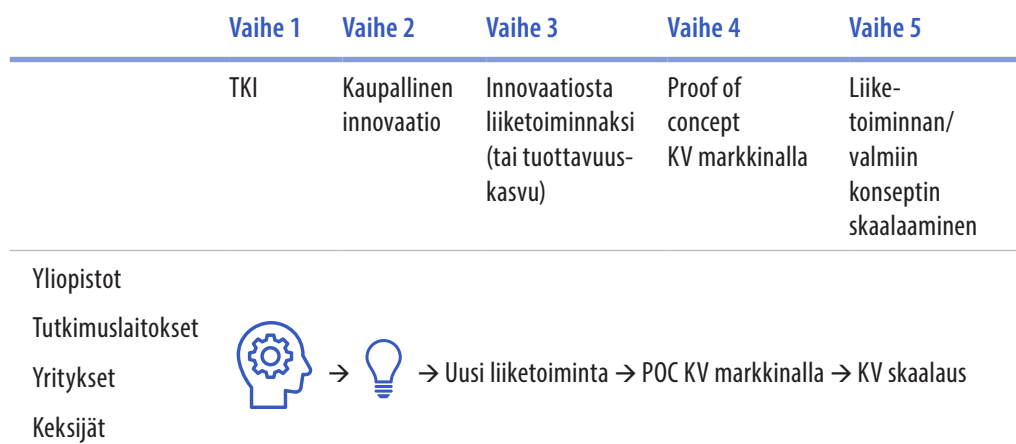 Vaihe 1 Vaihe 2 Vaihe 3 Vaihe 4 Vaihe 5
TKI
Kaupallinen
innovaatio
Innovaatiosta
liiketoiminnaksi
(tai tuottavuus-
kasvu)
Proof of
concept
KV markkinalla
Liike-
toiminnan/
valmiin
konseptin
skaalaaminen
Yliopistot
Tutkimuslaitokset
Yritykset
Keksijät
→ → Uusi liiketoiminta → POC KV markkinalla → KV skaalaus